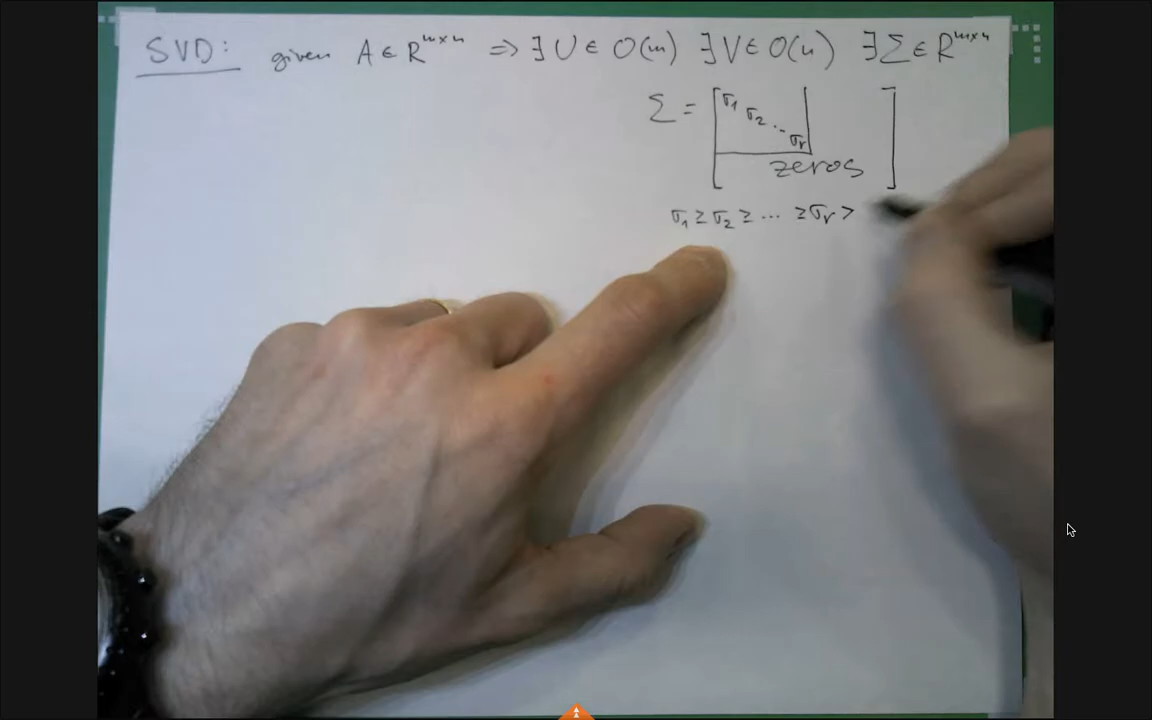 SVD: given A ∈ R^{m×n} ⇒ ∃ U ∈ O(m) ∃ V ∈ O(n) ∃ Σ ∈ R^{m×n}
Σ = [ σ1 σ2 ⋱ σr
zeros ]
σ1 ≥ σ2 ≥ ... ≥ σr >